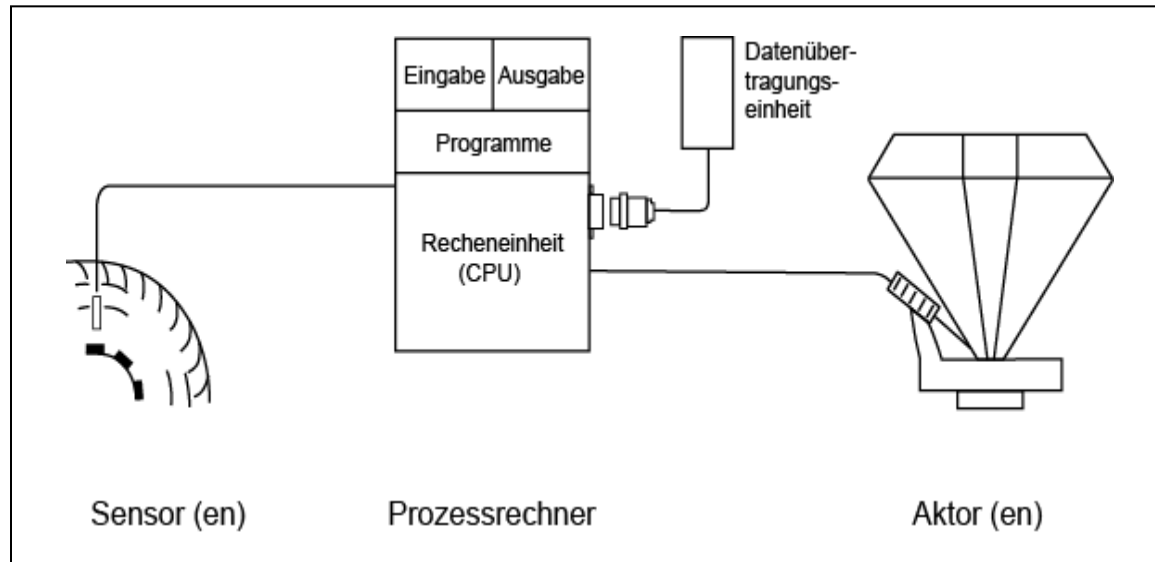 Eingabe Ausgabe
Programme
Recheneinheit
(CPU)
Datenüber-
tragungs-
einheit
Sensor (en)
Prozessrechner
Aktor (en)